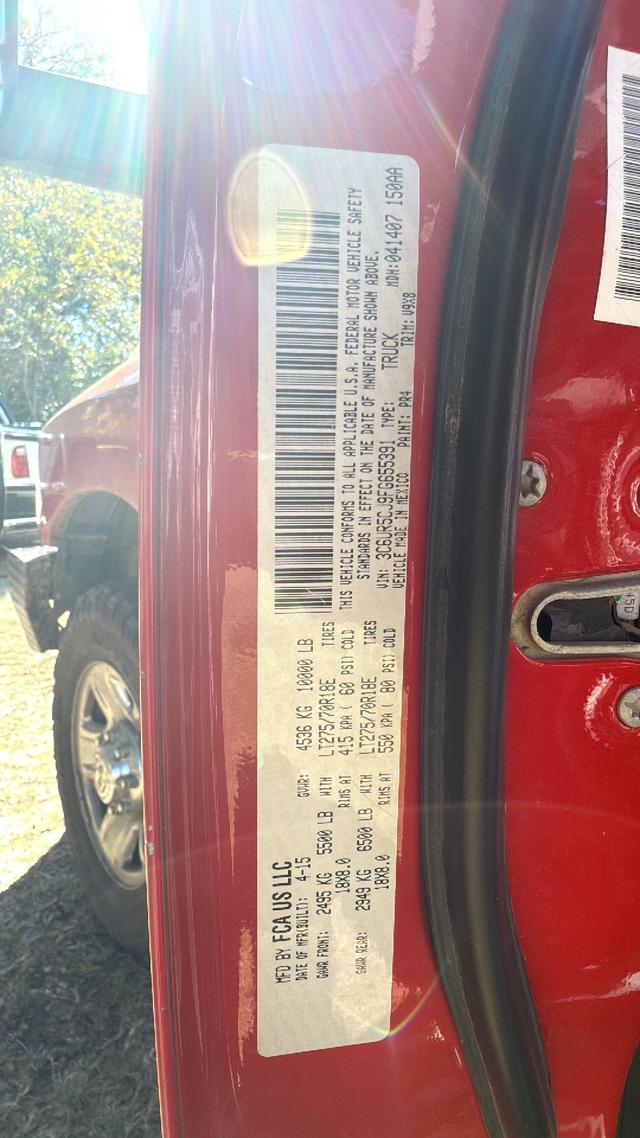 MFD BY FCA US LLC
DATE OF MFR(BUILT): 4-15 GVWR: 4536 KG 10000 LB
GAWR FRONT: 2495 KG 5500 LB WITH LT275/70R18E TIRES
18X8.0 RIMS AT 415 KPA ( 60 PSI) COLD
GAWR REAR: 2949 KG 6500 LB WITH LT275/70R18E TIRES
18X8.0 RIMS AT 550 KPA ( 80 PSI) COLD
THIS VEHICLE CONFORMS TO ALL APPLICABLE U.S.A. FEDERAL MOTOR VEHICLE SAFETY
STANDARDS IN EFFECT ON THE DATE OF MANUFACTURE SHOWN ABOVE.
VIN: 3C6UR5CJ9FG655391 TYPE: TRUCK MDH:041407 150AA
VEHICLE MADE IN MEXICO PAINT: PR4 TRIM: V9X8
45D